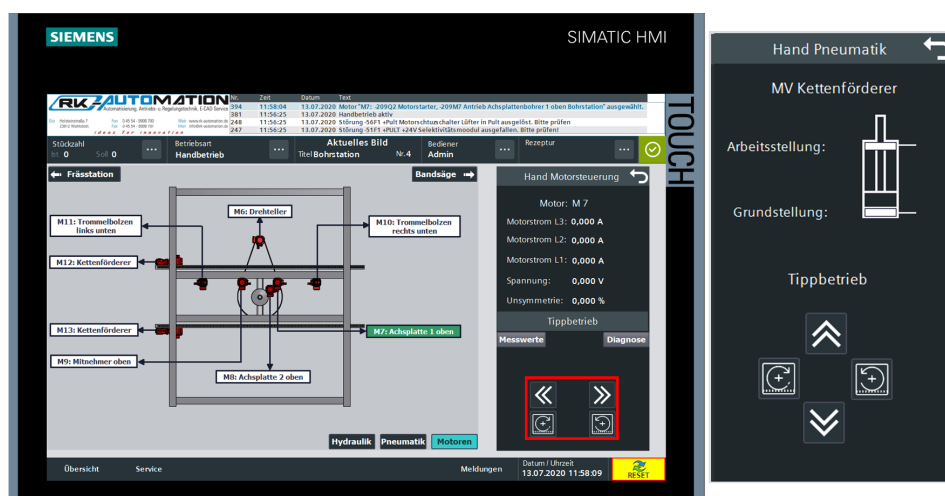 SIEMENS
SIMATIC HMI
TOUCH
RK-AUTOMATION
Automatisierung, Antriebs- u. Regelungstechnik, E-CAD Service
ideas for innovation
Nr. Zeit Datum Text
394 11:58:04 13.07.2020 Motor "M7; -209Q2 Motorstarter, -209M7 Antrieb Achsplattenbohrer 1 oben Bohrstation" ausgewählt.
381 11:56:25 13.07.2020 Handbetrieb aktiv
248 11:56:25 13.07.2020 Störung -56F1 +Pult Motorschtuzschalter Lüfter in Pult ausgelöst. Bitte prüfen
247 11:56:25 13.07.2020 Störung -51F1 +PULT +24V Selektivitätsmoodul ausgefallen. Bitte prüfen!
Stückzahl
Ist 0 Soll 0 ...
Betriebsart
Handbetrieb ...
Aktuelles Bild
Titel Bohrstation Nr. 4
Bediener
Admin ...
Rezeptur ...
Frässtation
Bandsäge
M6: Drehteller
M11: Trommelbolzen
links unten
M10: Trommelbolzen
rechts unten
M12: Kettenförderer
M13: Kettenförderer
M7: Achsplatte 1 oben
M9: Mitnehmer oben
M8: Achsplatte 2 oben
Hydraulik Pneumatik Motoren
Hand Motorsteuerung
Motor: M 7
Motorstrom L3: 0,000 A
Motorstrom L2: 0,000 A
Motorstrom L1: 0,000 A
Spannung: 0,000 V
Unsymmetrie: 0,000 %
Tippbetrieb
Messwerte Diagnose
Übersicht Service Meldungen
Datum / Uhrzeit
13.07.2020 11:58:09
RESET
Hand Pneumatik
MV Kettenförderer
Arbeitsstellung:
Grundstellung:
Tippbetrieb